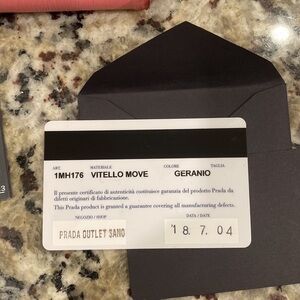 ART. MATERIALE COLORE TAGLIA
1MH176 VITELLO MOVE GERANIO
Il presente certificato di autenticità costituisce garanzia del prodotto Prada da
difetti originari di fabbricazione.
This Prada product is granted a guarantee covering all manufacturing defects.
NEGOZIO / SHOP DATA / DATE
PRADA OUTLET SANO '18. 7. 04